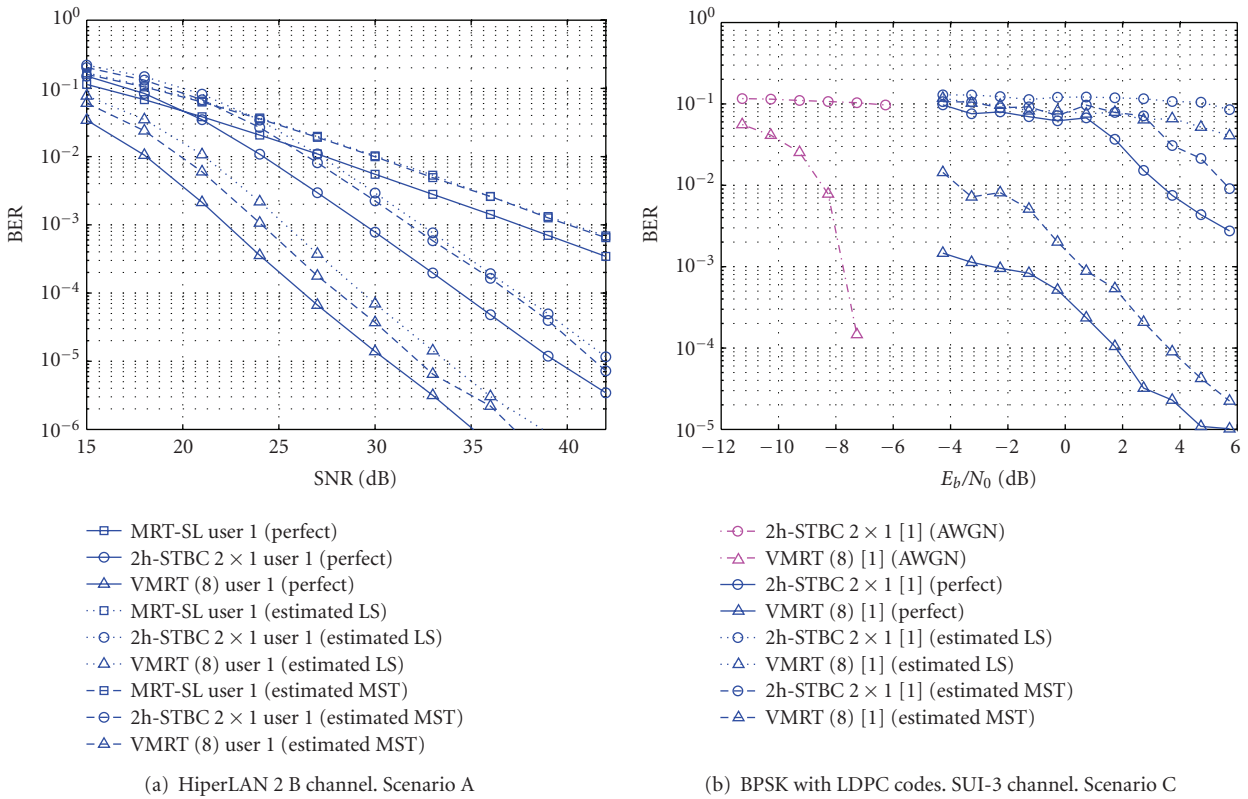 10⁰
10⁻¹
10⁻²
10⁻³
10⁻⁴
10⁻⁵
10⁻⁶
BER
15 20 25 30 35 40
SNR (dB)
MRT-SL user 1 (perfect)
2h-STBC 2 × 1 user 1 (perfect)
VMRT (8) user 1 (perfect)
MRT-SL user 1 (estimated LS)
2h-STBC 2 × 1 user 1 (estimated LS)
VMRT (8) user 1 (estimated LS)
MRT-SL user 1 (estimated MST)
2h-STBC 2 × 1 user 1 (estimated MST)
VMRT (8) user 1 (estimated MST)
(a) HiperLAN 2 B channel. Scenario A
10⁰
10⁻¹
10⁻²
10⁻³
10⁻⁴
10⁻⁵
BER
−12 −10 −8 −6 −4 −2 0 2 4 6
E_b/N_0 (dB)
2h-STBC 2 × 1 [1] (AWGN)
VMRT (8) [1] (AWGN)
2h-STBC 2 × 1 [1] (perfect)
VMRT (8) [1] (perfect)
2h-STBC 2 × 1 [1] (estimated LS)
VMRT (8) [1] (estimated LS)
2h-STBC 2 × 1 [1] (estimated MST)
VMRT (8) [1] (estimated MST)
(b) BPSK with LDPC codes. SUI-3 channel. Scenario C